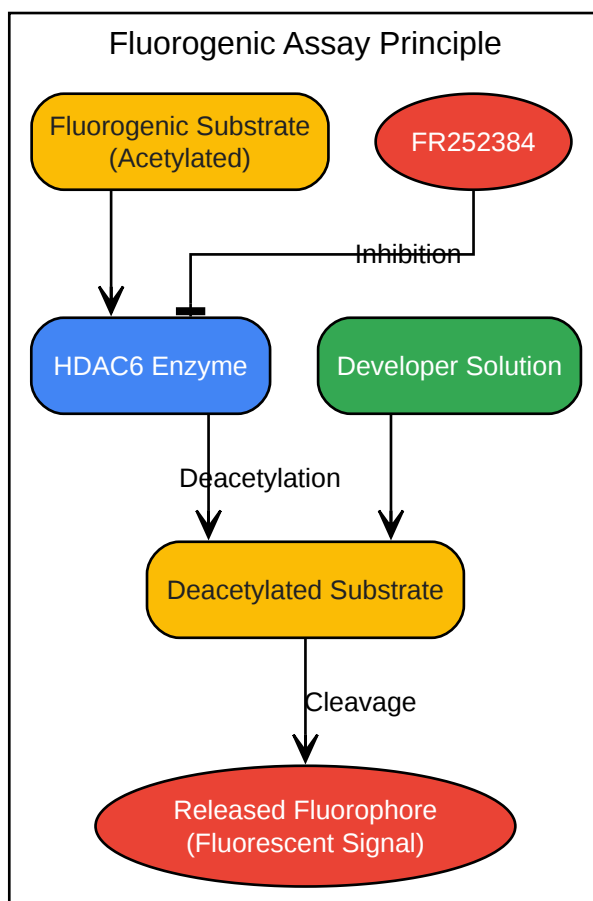 Fluorogenic Assay Principle
Fluorogenic Substrate
(Acetylated)
FR252384
Inhibition
HDAC6 Enzyme
Developer Solution
Deacetylation
Deacetylated Substrate
Cleavage
Released Fluorophore
(Fluorescent Signal)